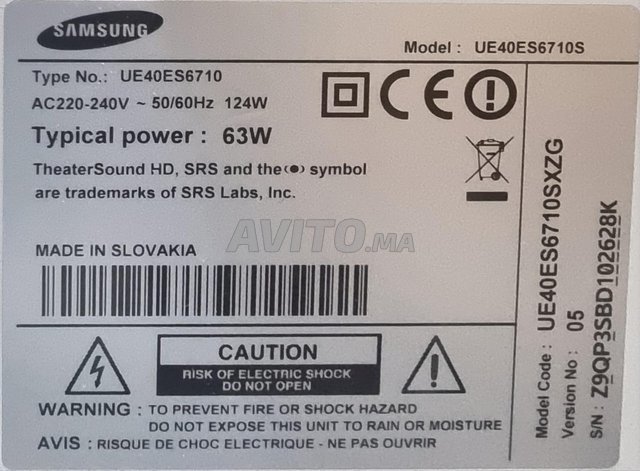 SAMSUNG
Model : UE40ES6710S
Type No.: UE40ES6710
AC220-240V ~ 50/60Hz 124W
Typical power : 63W
TheaterSound HD, SRS and the symbol
are trademarks of SRS Labs, Inc.
AVITO.MA
MADE IN SLOVAKIA
CAUTION
RISK OF ELECTRIC SHOCK
DO NOT OPEN
WARNING : TO PREVENT FIRE OR SHOCK HAZARD
DO NOT EXPOSE THIS UNIT TO RAIN OR MOISTURE
AVIS : RISQUE DE CHOC ELECTRIQUE - NE PAS OUVRIR
Model Code : UE40ES6710SXZG
Version No : 05
S/N : Z9QP3SBD102628K